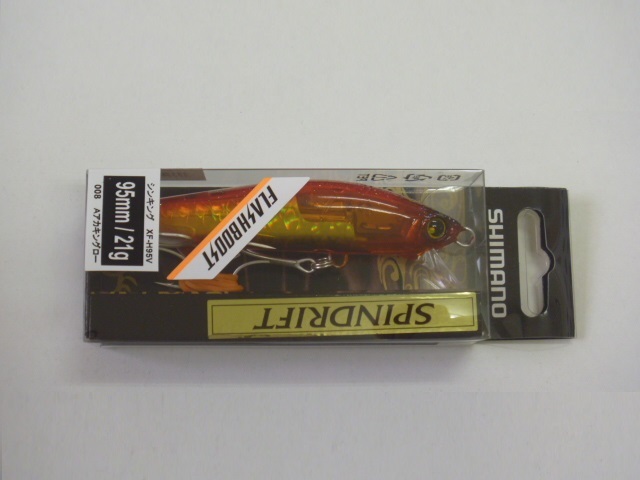 SHIMANO
FLASHBOOST
SPINDRIFT
シンキング XF-H95V
95mm / 21g
008 Aアカキングロー